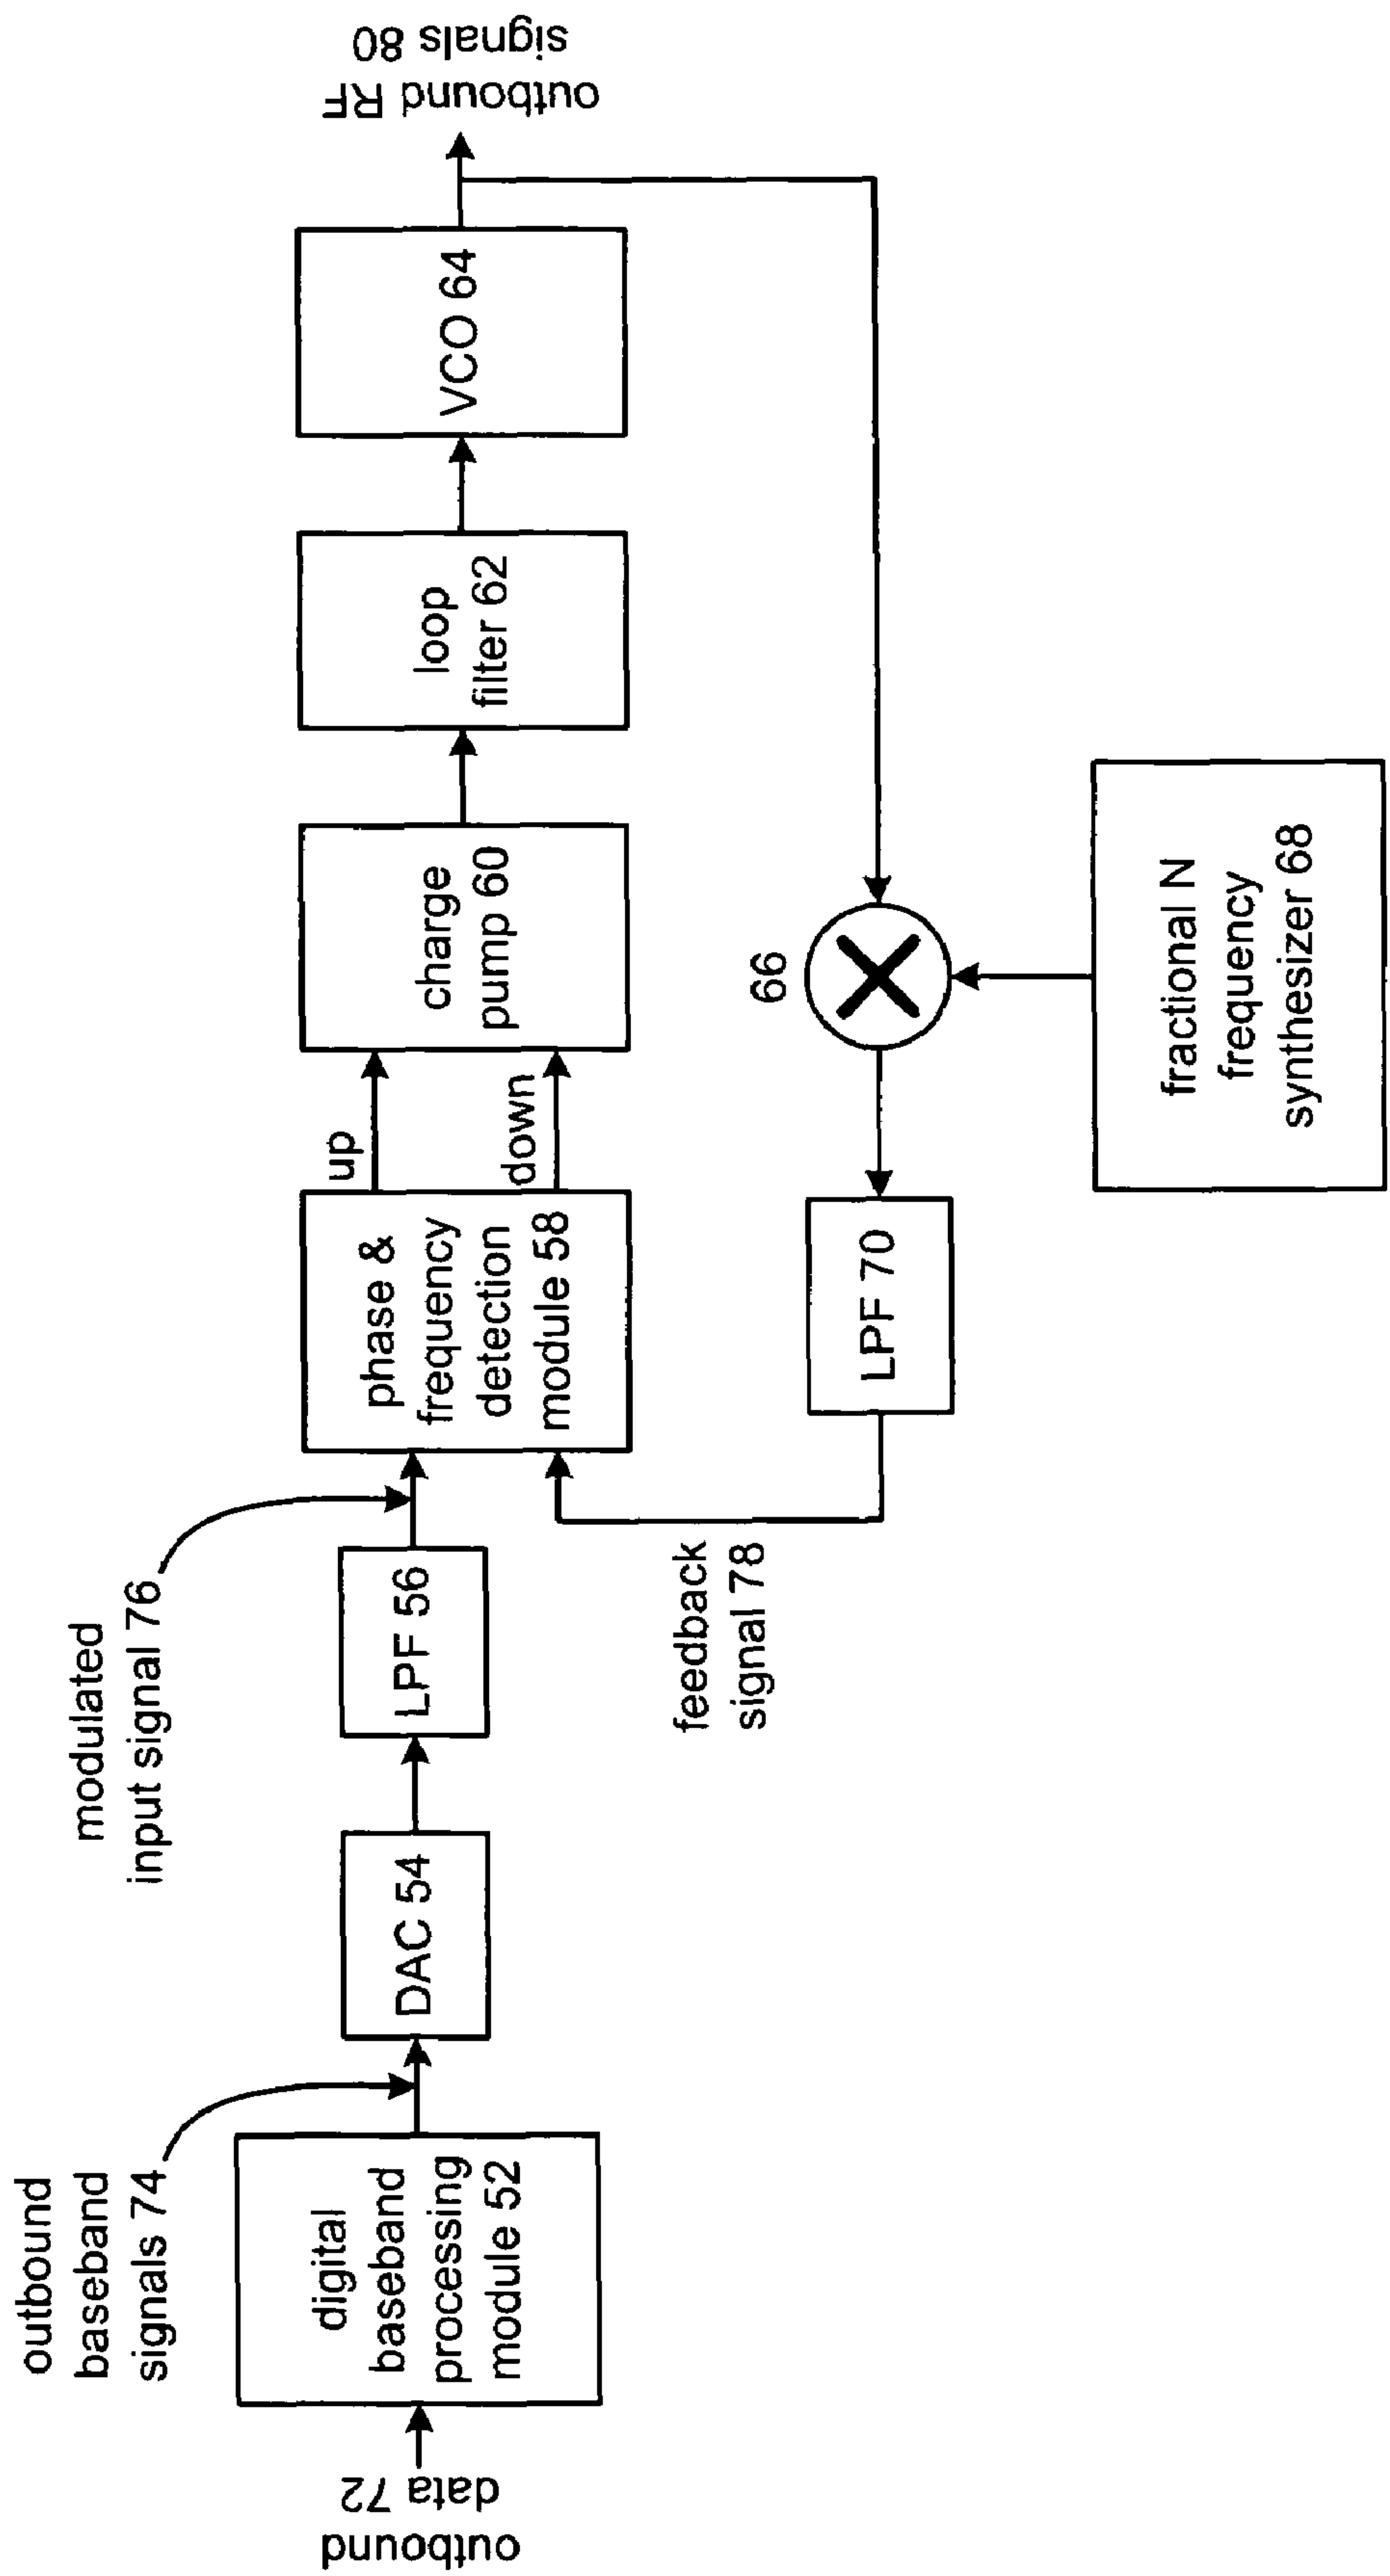 outbound
data 72
digital
baseband
processing
module 52
outbound
baseband
signals 74
DAC 54
LPF 56
modulated
input signal 76
phase &
frequency
detection
module 58
up
down
charge
pump 60
loop
filter 62
VCO 64
outbound RF
signals 80
66
fractional N
frequency
synthesizer 68
LPF 70
feedback
signal 78